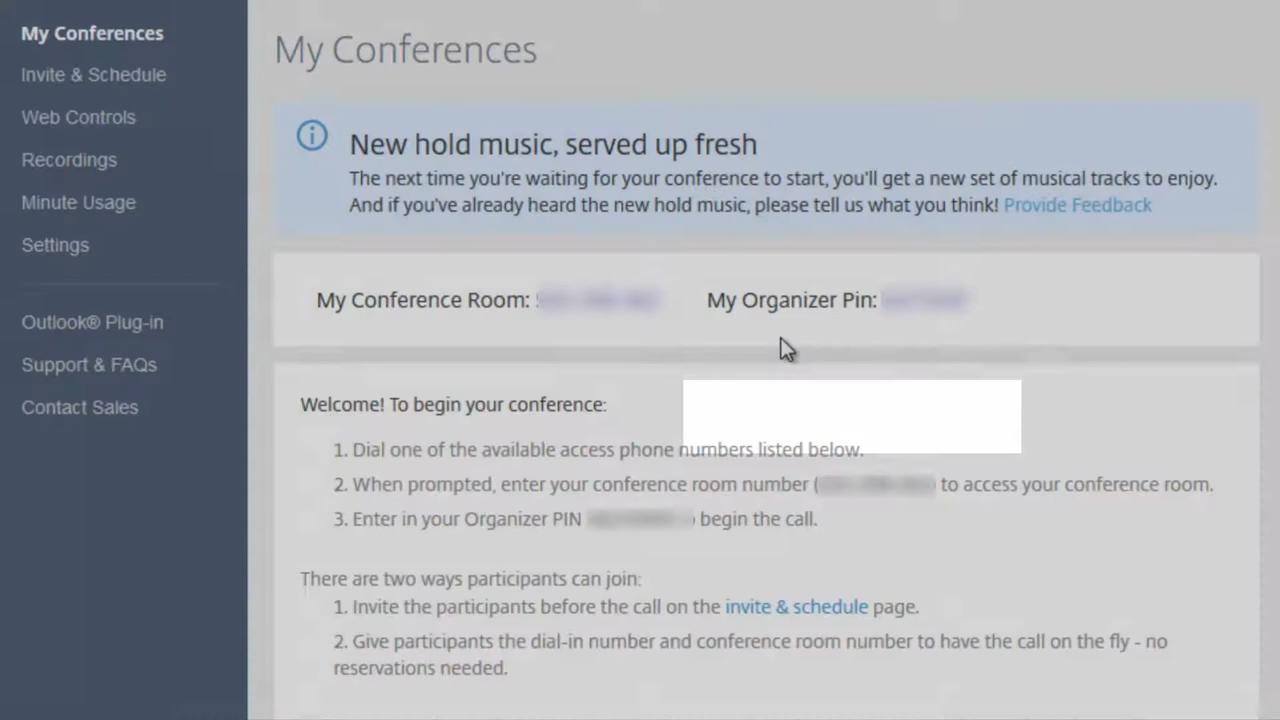 My Conferences
Invite & Schedule
Web Controls
Recordings
Minute Usage
Settings
Outlook® Plug-in
Support & FAQs
Contact Sales
My Conferences
New hold music, served up fresh
The next time you're waiting for your conference to start, you'll get a new set of musical tracks to enjoy.
And if you've already heard the new hold music, please tell us what you think! Provide Feedback
My Conference Room:
My Organizer Pin:
Welcome! To begin your conference:
1. Dial one of the available access phone numbers listed below.
2. When prompted, enter your conference room number ( to access your conference room.
3. Enter in your Organizer PIN begin the call.
There are two ways participants can join:
1. Invite the participants before the call on the invite & schedule page.
2. Give participants the dial-in number and conference room number to have the call on the fly - no
reservations needed.